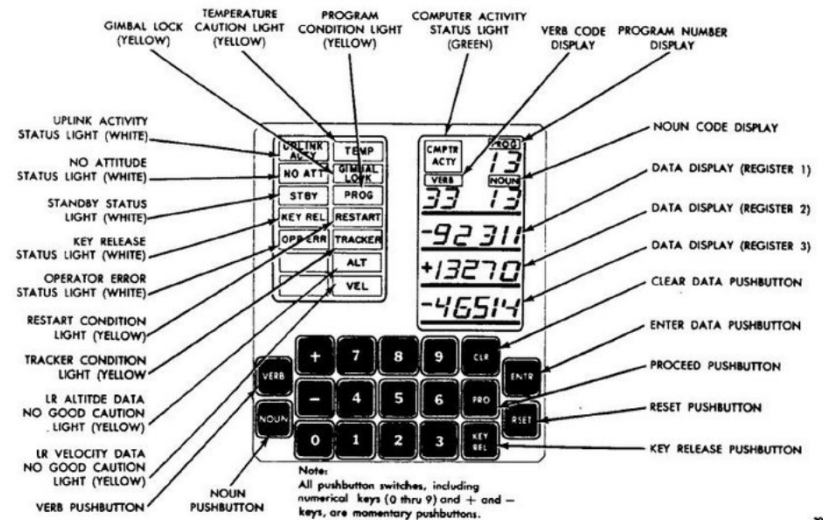 GIMBAL LOCK
(YELLOW)
TEMPERATURE
CAUTION LIGHT
(YELLOW)
PROGRAM
CONDITION LIGHT
(YELLOW)
COMPUTER ACTIVITY
STATUS LIGHT
(GREEN)
VERB CODE
DISPLAY
PROGRAM NUMBER
DISPLAY
UPLINK ACTIVITY
STATUS LIGHT (WHITE)
NO ATTITUDE
STATUS LIGHT (WHITE)
STANDBY STATUS
LIGHT (WHITE)
KEY RELEASE
STATUS LIGHT (WHITE)
OPERATOR ERROR
STATUS LIGHT (WHITE)
RESTART CONDITION
LIGHT (YELLOW)
TRACKER CONDITION
LIGHT (YELLOW
LR ALTITDE DATA
NO GOOD CAUTION
LIGHT (YELLOW)
LR VELOCITY DATA
NO GOOD CAUTION
LIGHT (YELLOW)
VERB PUSHBUTTON
NOUN
PUSHBUTTON
UPLINK
ACTY
TEMP
NO ATT
GIMBAL
LOCK
STBY
PROG
KEY REL
RESTART
OPR ERR
TRACKER
ALT
VEL
CMPTR
ACTY
PROG
13
VERB
NOUN
33 13
-92311
+13270
-46514
NOUN CODE DISPLAY
DATA DISPLAY (REGISTER 1)
DATA DISPLAY (REGISTER 2)
DATA DISPLAY (REGISTER 3)
CLEAR DATA PUSHBUTTON
ENTER DATA PUSHBUTTON
PROCEED PUSHBUTTON
RESET PUSHBUTTON
KEY RELEASE PUSHBUTTON
VERB
NOUN
+ 7 8 9 CLR
- 4 5 6 PRO
0 1 2 3 KEY
REL
ENTR
RSET
Note:
All pushbutton switches, including
numerical keys (0 thru 9) and + and —
keys, are momentary pushbuttons.